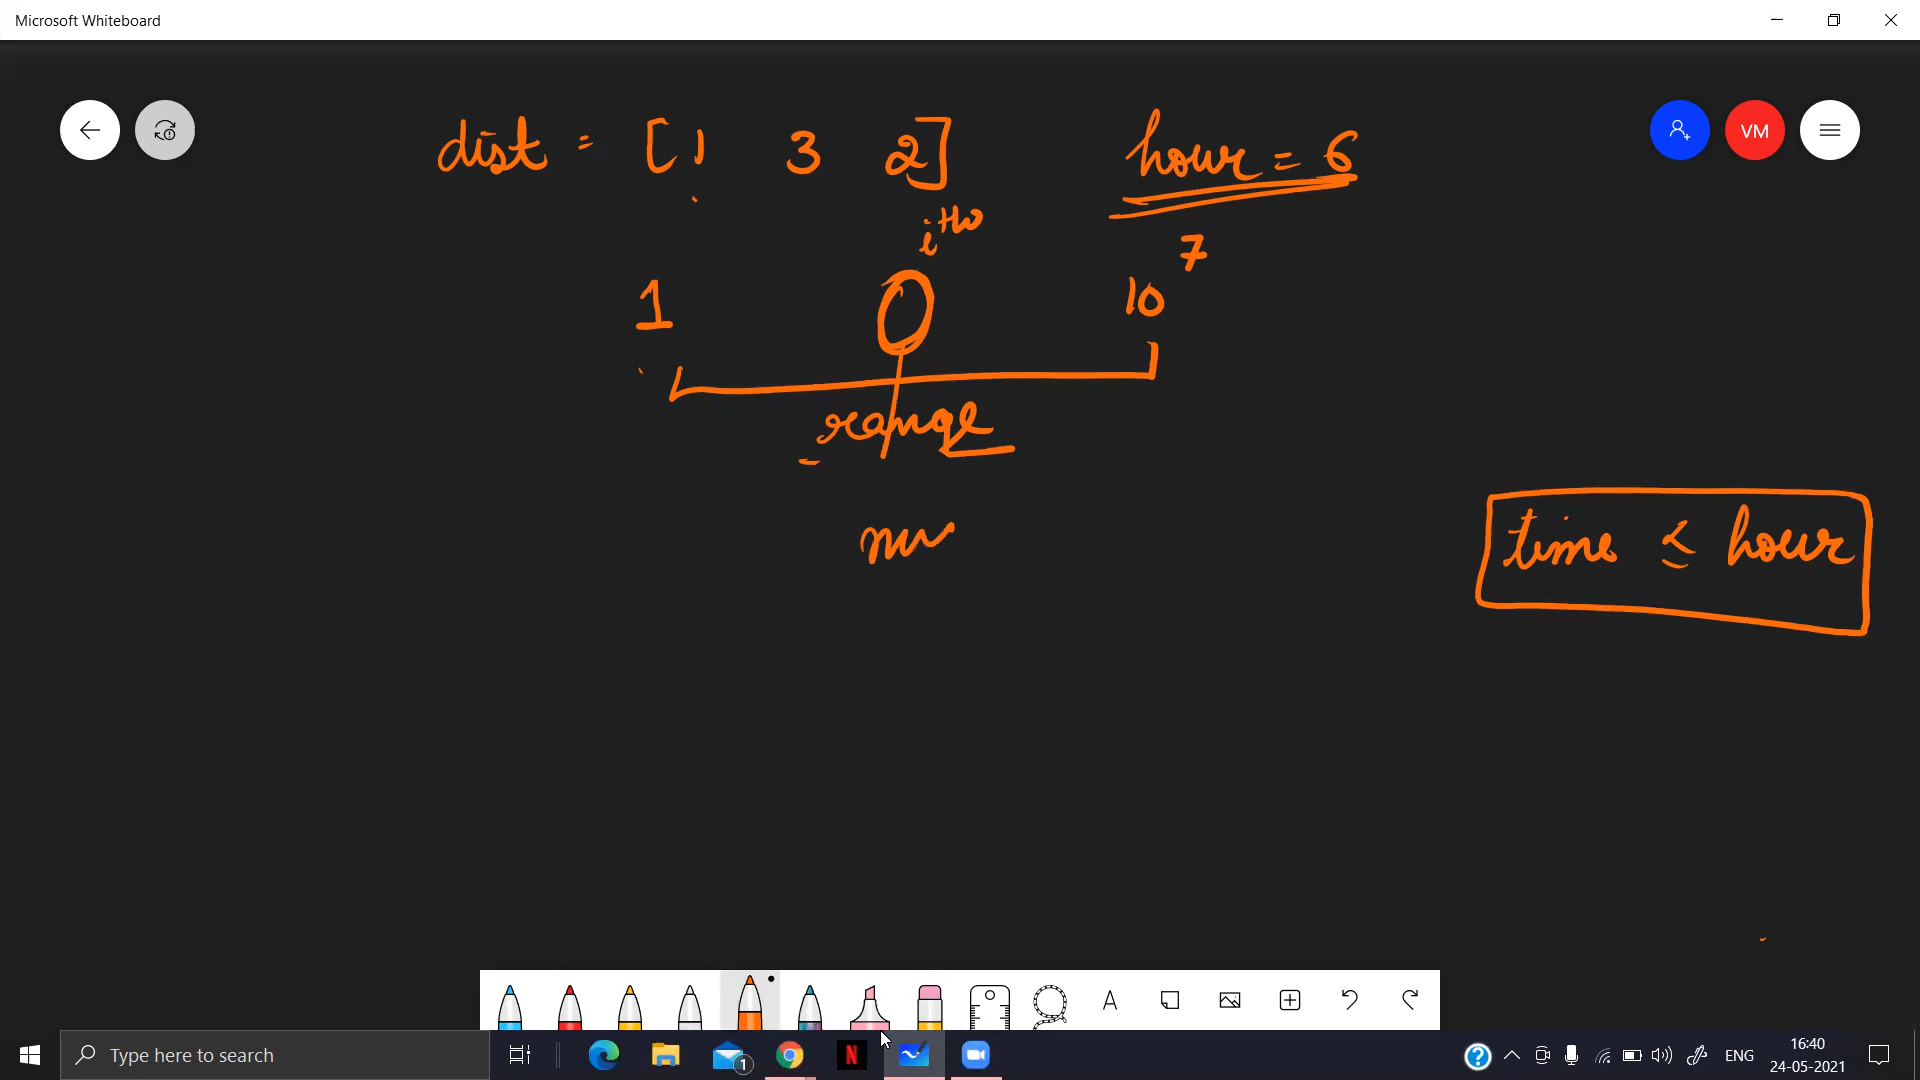 Microsoft Whiteboard
dist = [1 3 2] hour = 6
VM
ith
7
1 10
range
time ≤ hour
A
Type here to search
1
N
ENG
16:40
24-05-2021